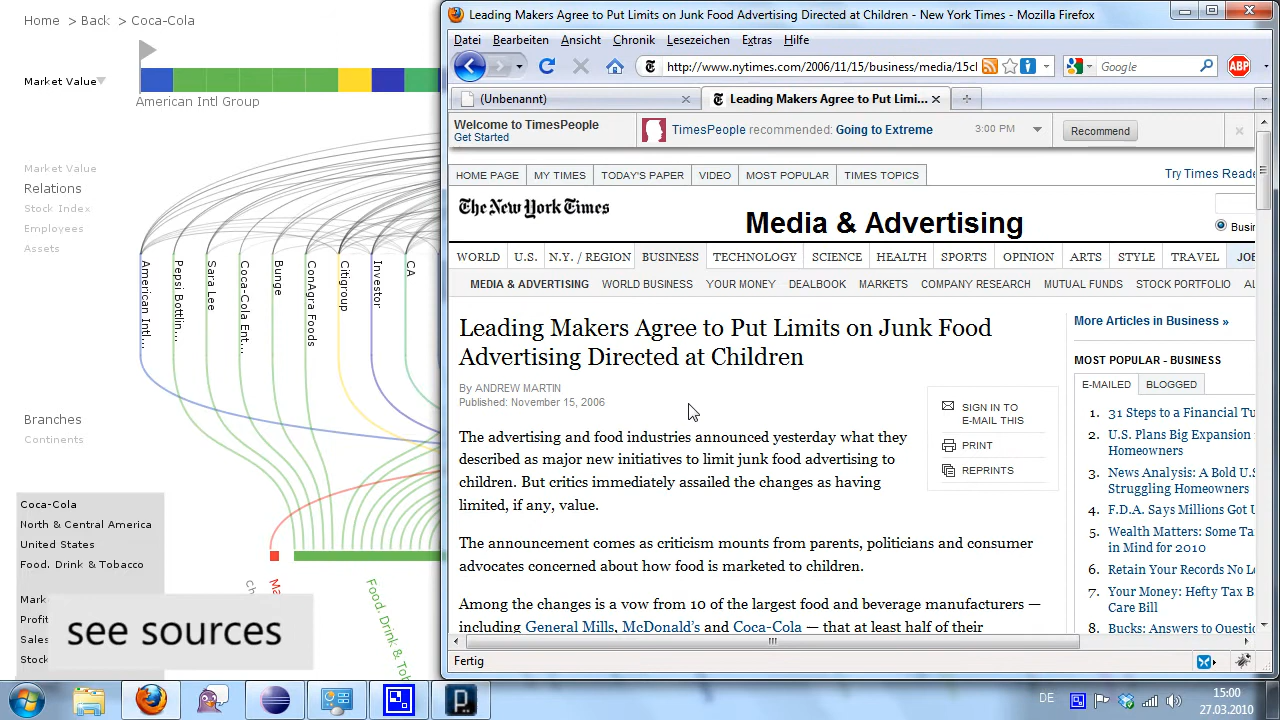 Home > Back > Coca-Cola
Market Value
American Intl Group
Market Value
Relations
Stock Index
Employees
Assets
American Intl...
Pepsi Bottlin...
Sara Lee
Coca-Cola Ent...
Bunge
ConAgra Foods
Citigroup
Investor
CA
Branches
Continents
Coca-Cola
North & Central America
United States
Food. Drink & Tobacco
Mark
Profit
Sales
Stock
Ch
Ma
Food. Drink & Tob
see sources
Leading Makers Agree to Put Limits on Junk Food Advertising Directed at Children - New York Times - Mozilla Firefox
Datei Bearbeiten Ansicht Chronik Lesezeichen Extras Hilfe
http://www.nytimes.com/2006/11/15/business/media/15cl
Google
ABP
(Unbenannt)
Leading Makers Agree to Put Limi...
Welcome to TimesPeople
Get Started
TimesPeople recommended: Going to Extreme
3:00 PM
Recommend
HOME PAGE MY TIMES TODAY'S PAPER VIDEO MOST POPULAR TIMES TOPICS
Try Times Reade
The New York Times
Media & Advertising
Busin
WORLD U.S. N.Y. / REGION BUSINESS TECHNOLOGY SCIENCE HEALTH SPORTS OPINION ARTS STYLE TRAVEL JOE
MEDIA & ADVERTISING WORLD BUSINESS YOUR MONEY DEALBOOK MARKETS COMPANY RESEARCH MUTUAL FUNDS STOCK PORTFOLIO AL
Leading Makers Agree to Put Limits on Junk Food
Advertising Directed at Children
By ANDREW MARTIN
Published: November 15, 2006
The advertising and food industries announced yesterday what they
described as major new initiatives to limit junk food advertising to
children. But critics immediately assailed the changes as having
limited, if any, value.
The announcement comes as criticism mounts from parents, politicians and consumer
advocates concerned about how food is marketed to children.
Among the changes is a vow from 10 of the largest food and beverage manufacturers —
including General Mills, McDonald's and Coca-Cola — that at least half of their
SIGN IN TO
E-MAIL THIS
PRINT
REPRINTS
More Articles in Business »
MOST POPULAR - BUSINESS
E-MAILED BLOGGED
1. 31 Steps to a Financial Tu
2. U.S. Plans Big Expansion
Homeowners
3. News Analysis: A Bold U.S
Struggling Homeowners
4. F.D.A. Says Millions Got U
5. Wealth Matters: Some Ta
in Mind for 2010
6. Retain Your Records No Lo
7. Your Money: Hefty Tax B
Care Bill
8. Bucks: Answers to Questio
Fertig
DE
15:00
27.03.2010